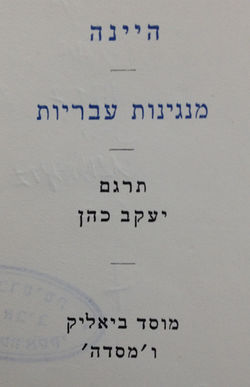 היינה
מנגינות עבריות
תרגם
יעקב כהן
מוסד ביאליק
ו'מסדה'